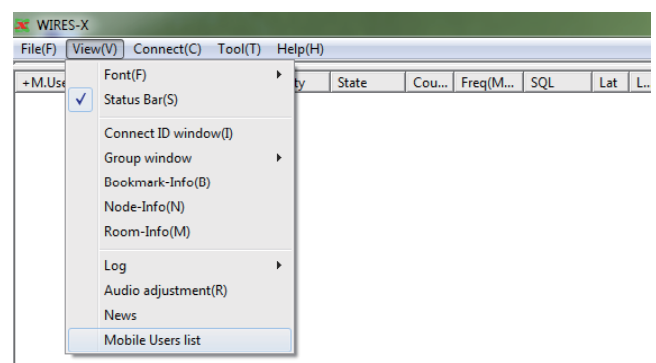 WIRES-X
File(F) View(V) Connect(C) Tool(T) Help(H)
+M.Use ty State Cou... Freq(M... SQL Lat L..
Font(F)
Status Bar(S)
Connect ID window(I)
Group window
Bookmark-Info(B)
Node-Info(N)
Room-Info(M)
Log
Audio adjustment(R)
News
Mobile Users list